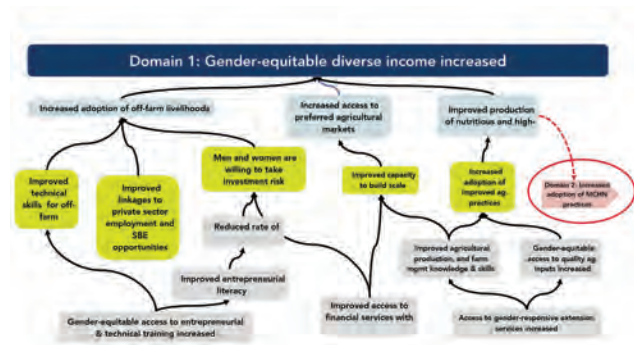 Domain 1: Gender-equitable diverse income increased
Increased adoption of off-farm livelihoods
Increased access to
preferred agricultural
markets
Improved production
of nutritious and high-
Improved
technical
skills for off-
farm
Improved
linkages to
private sector
employment and
SBE
opportunities
Men and women are
willing to take
investment risk
Improved capacity
to build scale
Increased
adoption of
improved ag.
practices
Domain 2: Increased
adoption of MCHN
practices
Reduced rate of
Improved entrepreneurial
literacy
Improved agricultural
production, and farm
mgmt knowledge & skills
Gender-equitable
access to quality ag.
inputs increased
Gender-equitable access to entrepreneurial
& technical training increased
Improved access to
financial services with
Access to gender-responsive extension
services increased